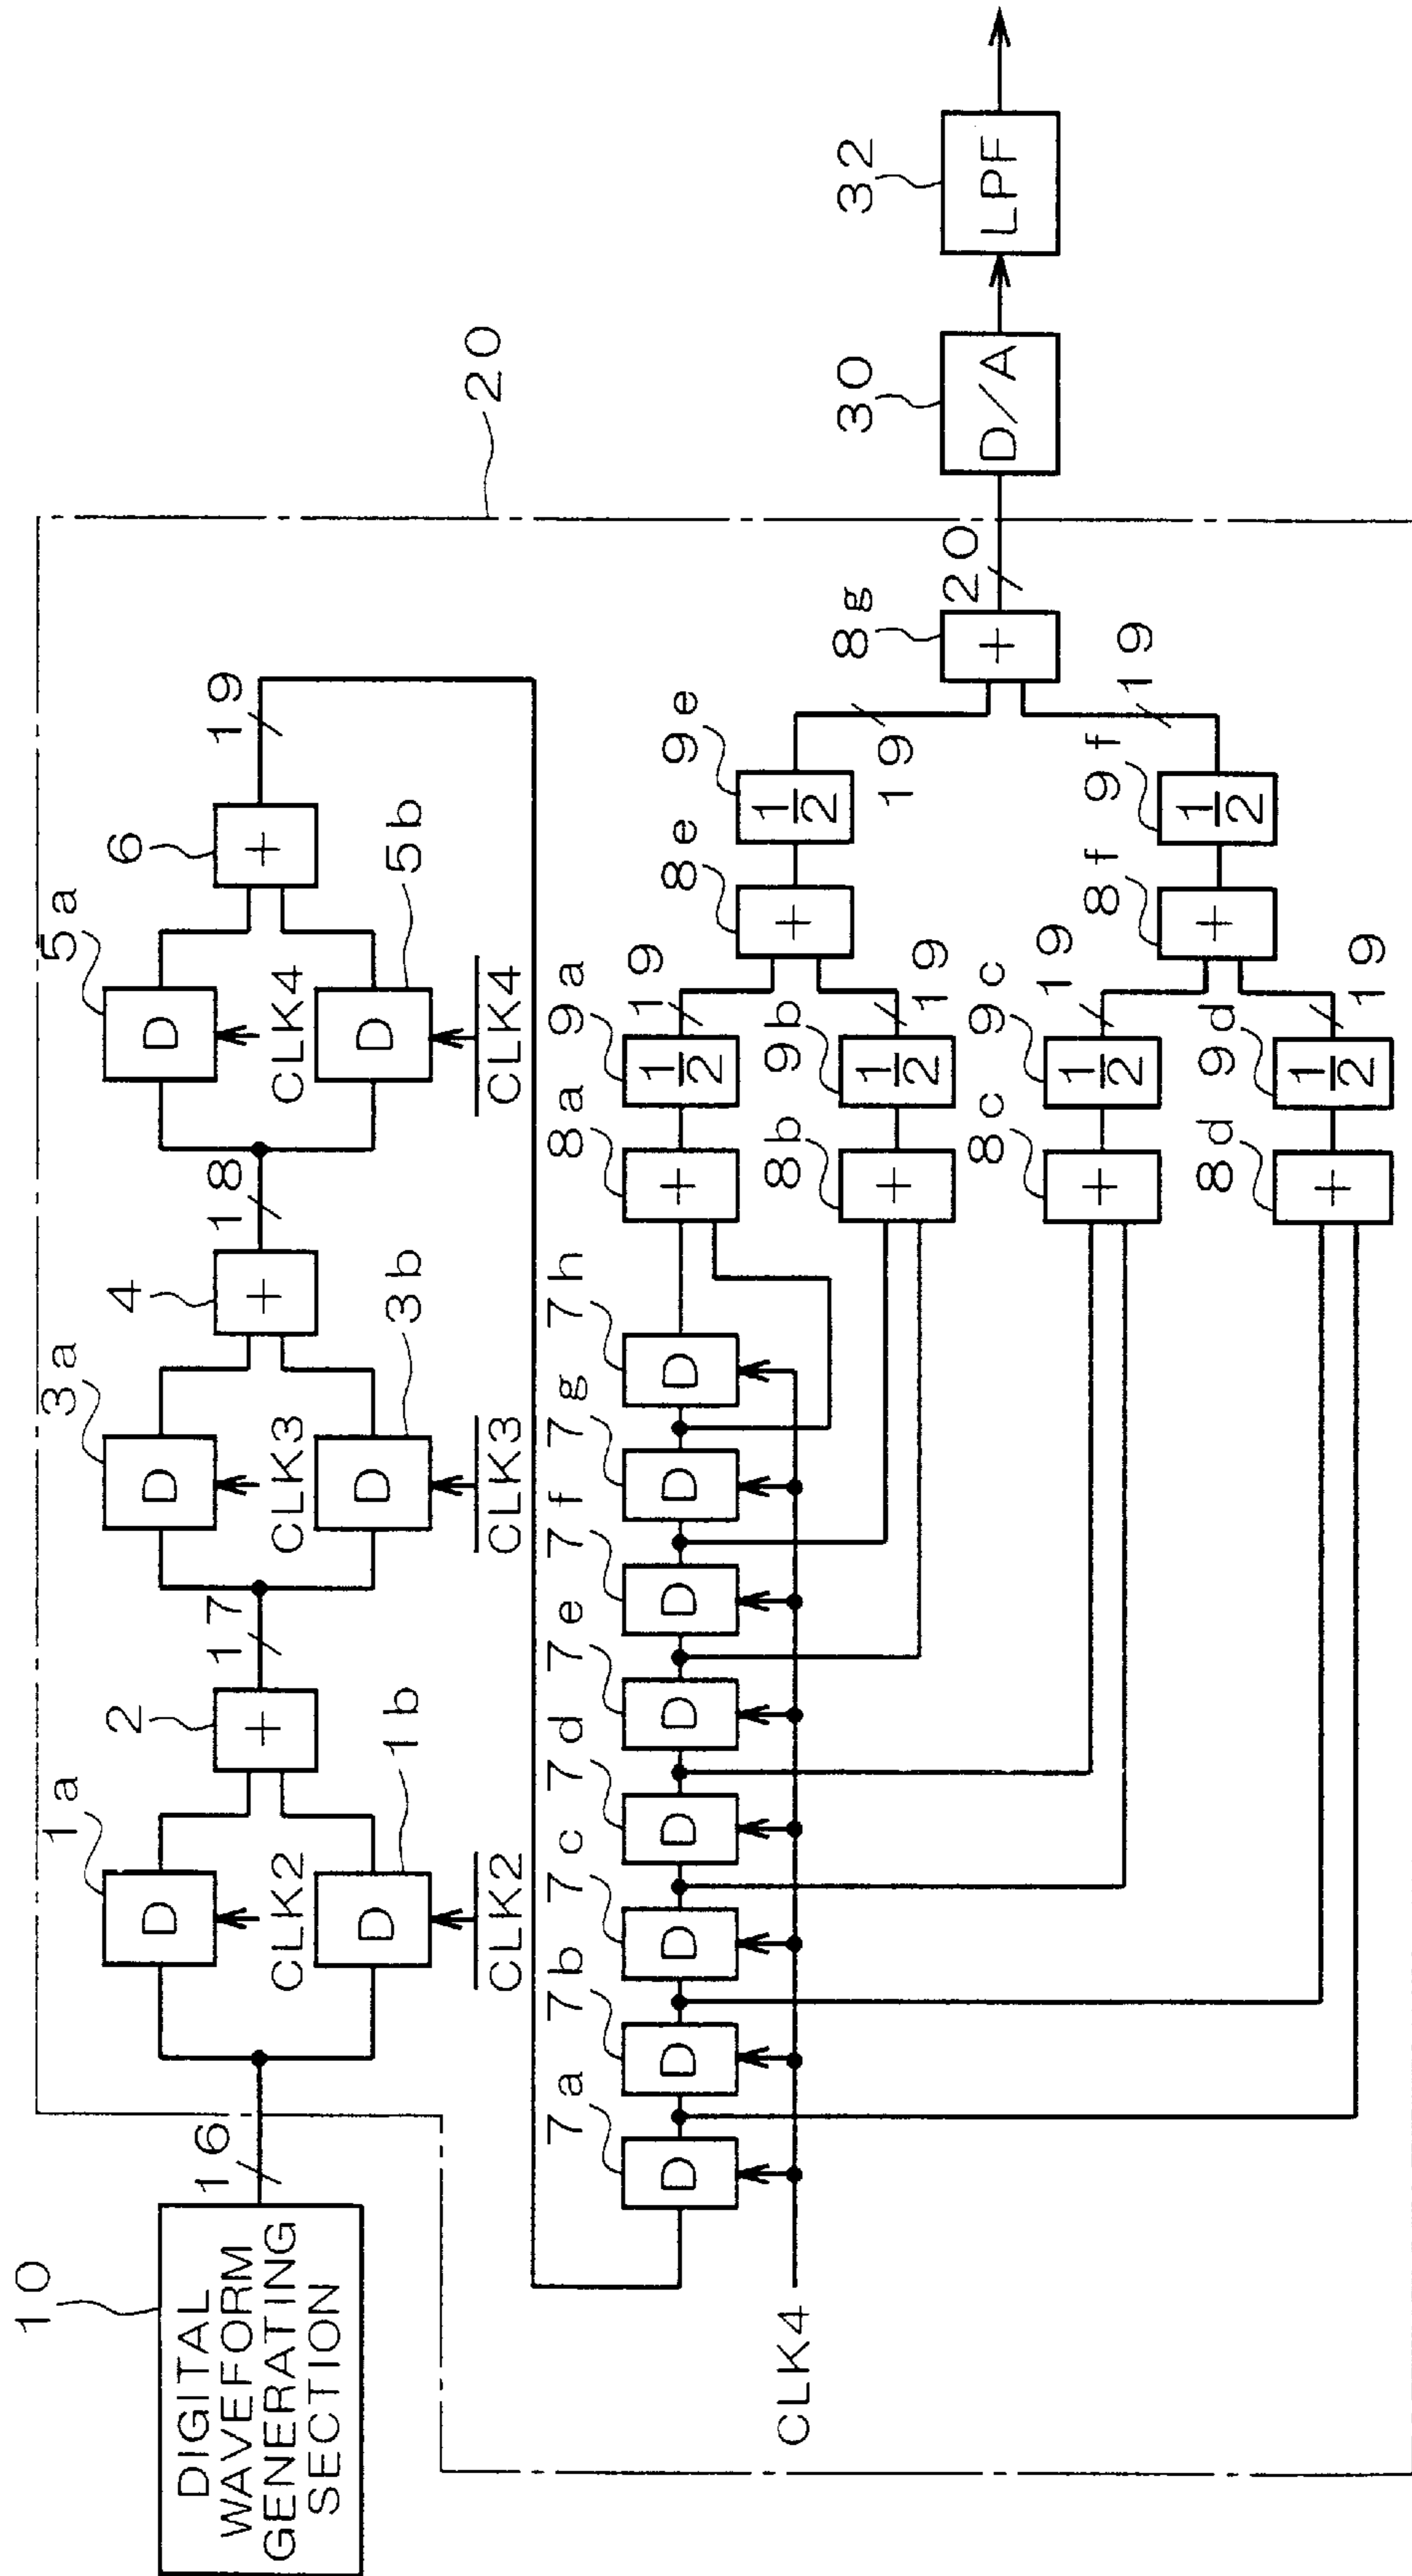 10
DIGITAL
WAVEFORM
GENERATING
SECTION
16
20
1a
D
CLK2
D
1b
CLK2
2
+
17
3a
D
CLK3
D
3b
CLK3
4
+
18
5a
D
CLK4
D
5b
CLK4
6
+
19
7a
D
7b
D
7c
D
7d
D
7e
D
7f
D
7g
D
7h
D
CLK4
8a
+
9a
1/2
19
8b
+
9b
1/2
19
8c
+
9c
1/2
19
8d
+
9d
1/2
19
8e
+
9e
1/2
19
8f
+
9f
1/2
19
8g
+
20
30
D/A
32
LPF